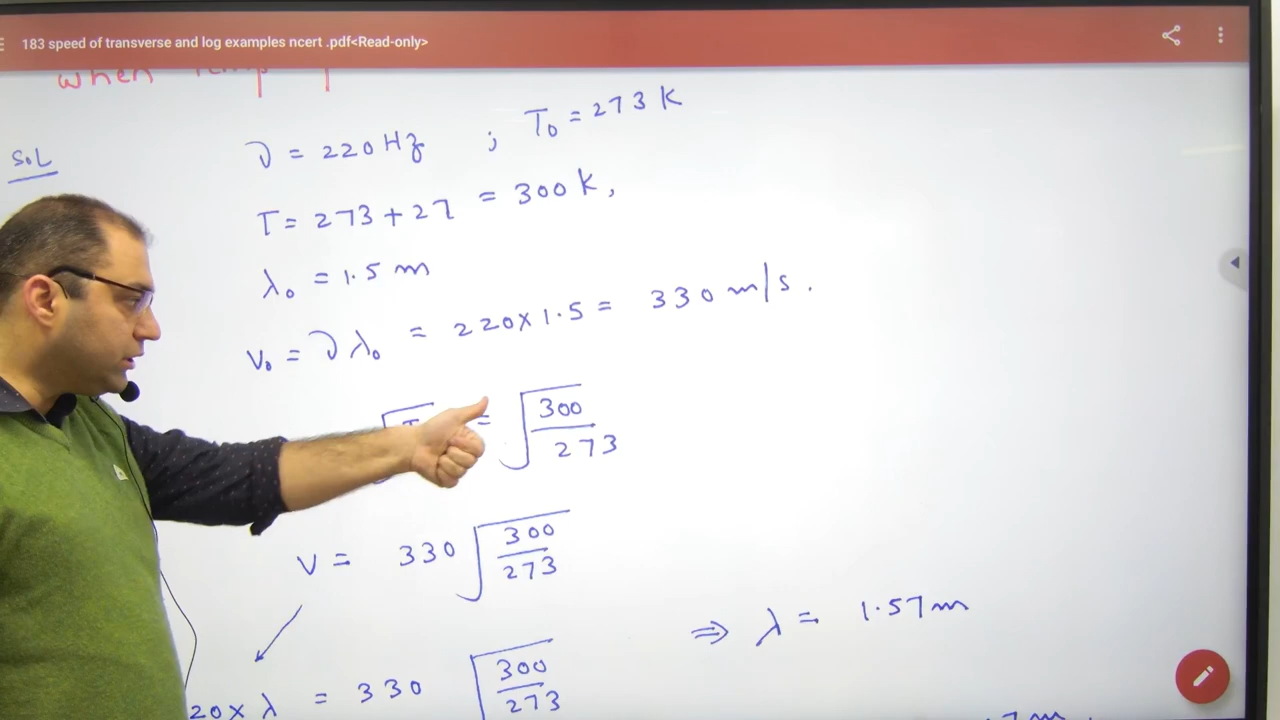 183 speed of transverse and log examples ncert .pdf<Read-only>
when Temp
Sol
ν = 220 Hz ; T₀ = 273 K
T = 273 + 27 = 300 K,
λ₀ = 1.5 m
v₀ = ν λ₀ = 220 × 1.5 = 330 m/s.
= √(300/273)
v = 330 √(300/273)
⇒ λ = 1.57 m
20 × λ = 330 √(300/273)